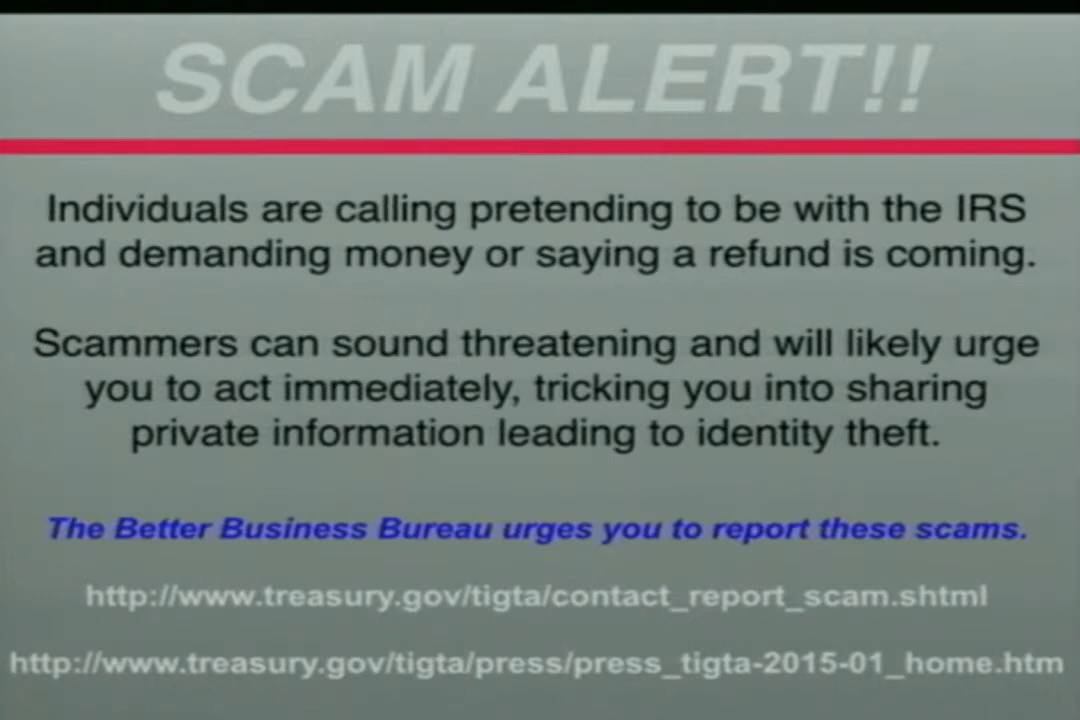 SCAM ALERT!!
Individuals are calling pretending to be with the IRS
and demanding money or saying a refund is coming.
Scammers can sound threatening and will likely urge
you to act immediately, tricking you into sharing
private information leading to identity theft.
The Better Business Bureau urges you to report these scams.
http://www.treasury.gov/tigta/contact_report_scam.shtml
http://www.treasury.gov/tigta/press/press_tigta-2015-01_home.htm